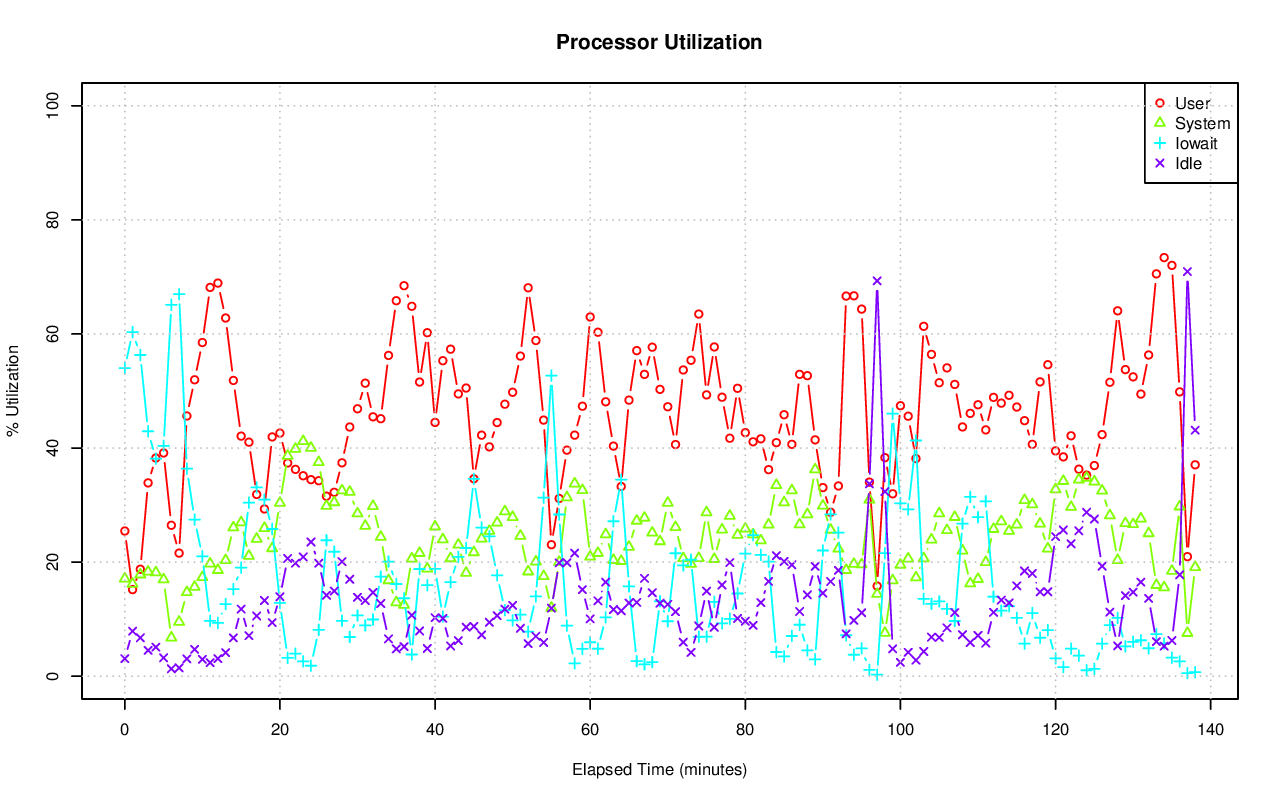 Processor Utilization
% Utilization
100
80
60
40
20
0
User
System
Iowait
Idle
0 20 40 60 80 100 120 140
Elapsed Time (minutes)